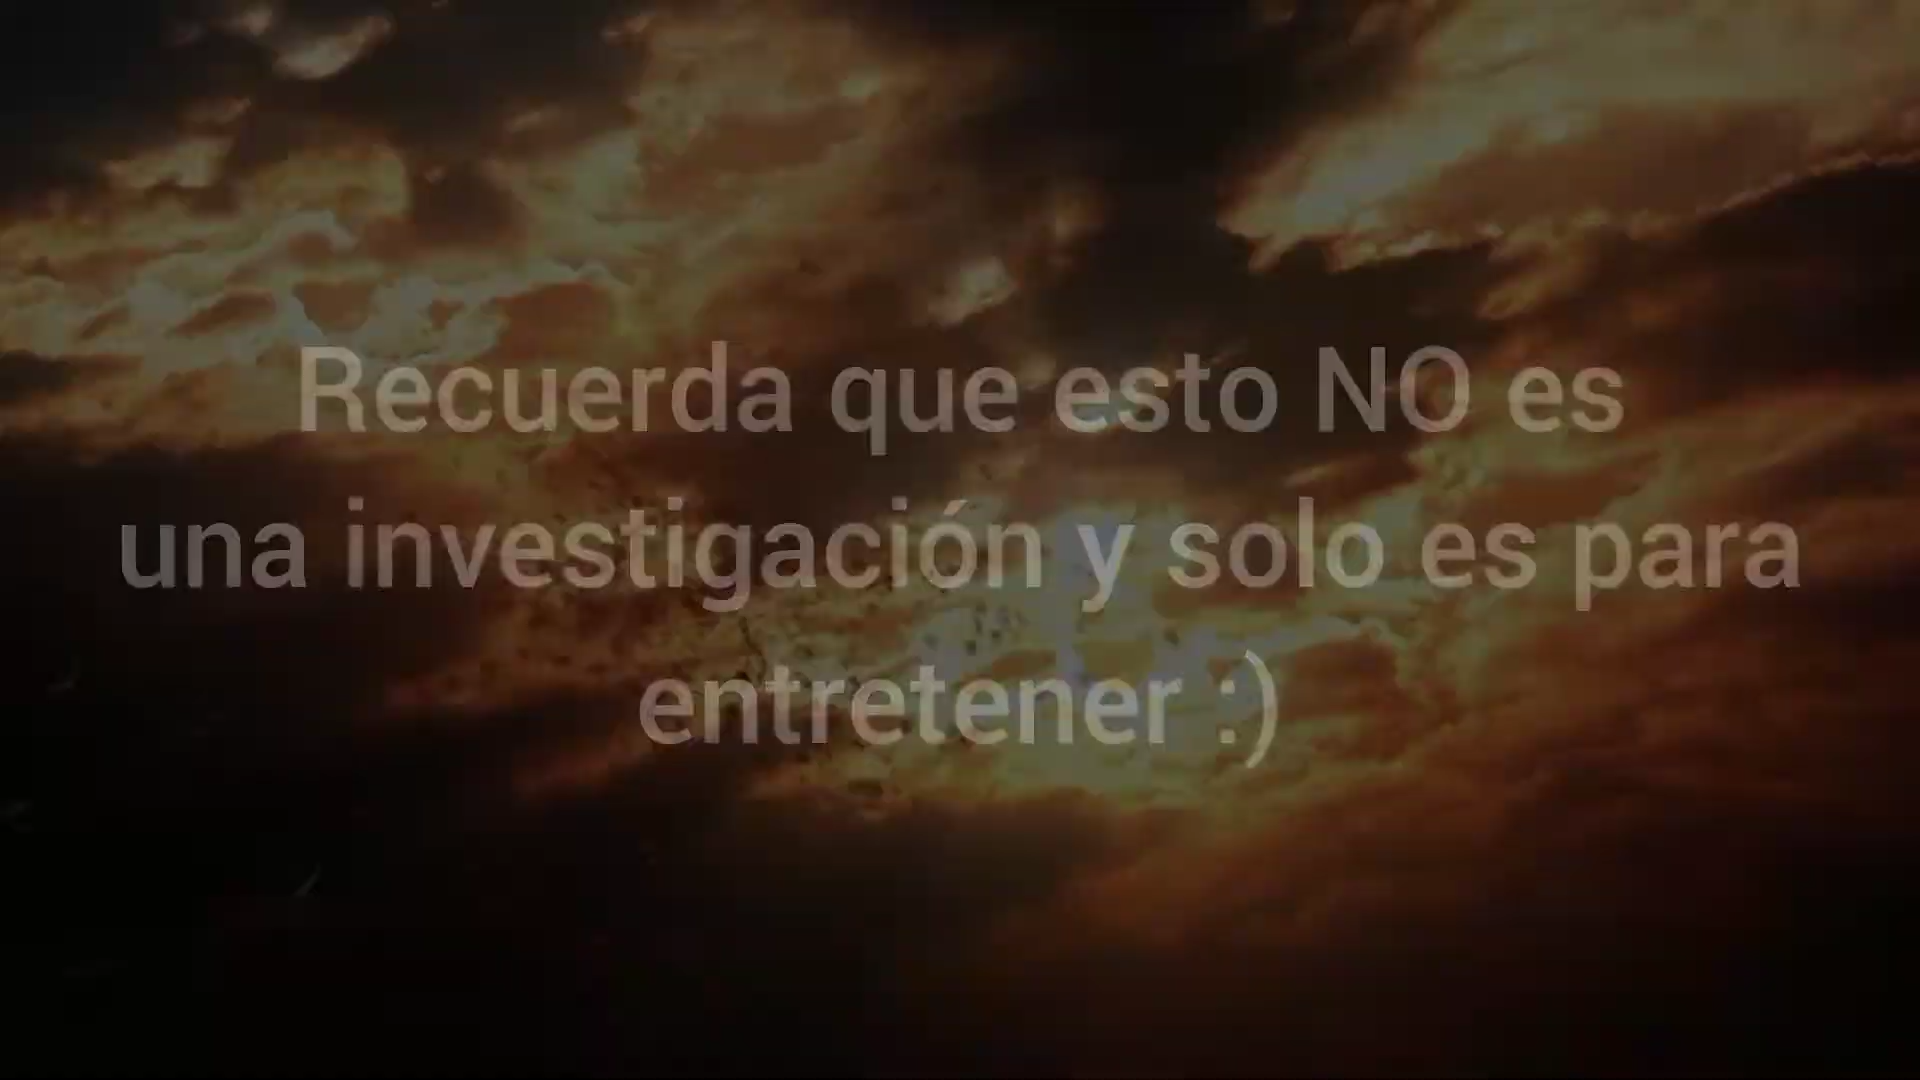 Recuerda que esto NO es
una investigación y solo es para
entretener :)